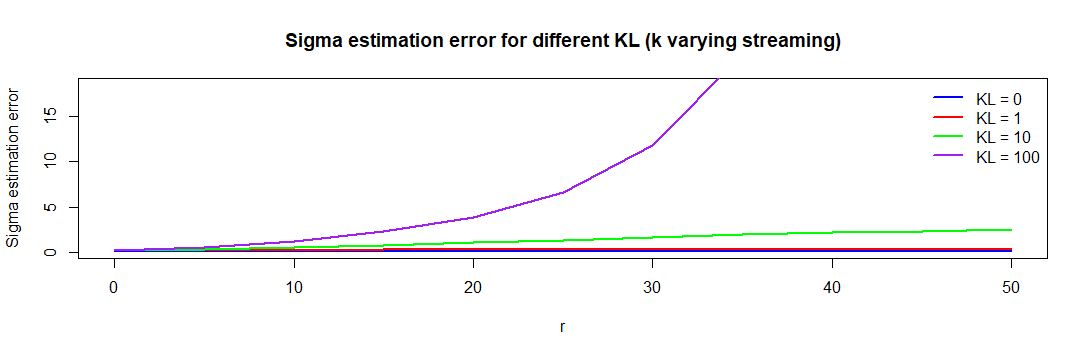 Sigma estimation error for different KL (k varying streaming)
Sigma estimation error
15
10
5
0
KL = 0
KL = 1
KL = 10
KL = 100
0 10 20 30 40 50
r